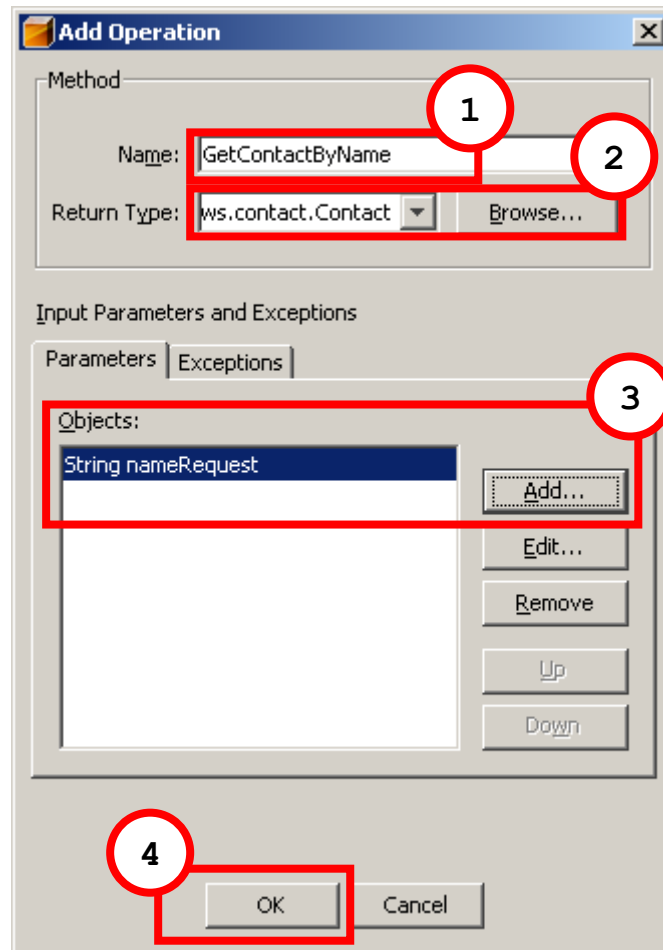 Add Operation
Method
1
Name: GetContactByName
2
Return Type: ws.contact.Contact Browse...
Input Parameters and Exceptions
Parameters Exceptions
3
Objects:
String nameRequest
Add...
Edit...
Remove
Up
Down
4
OK Cancel